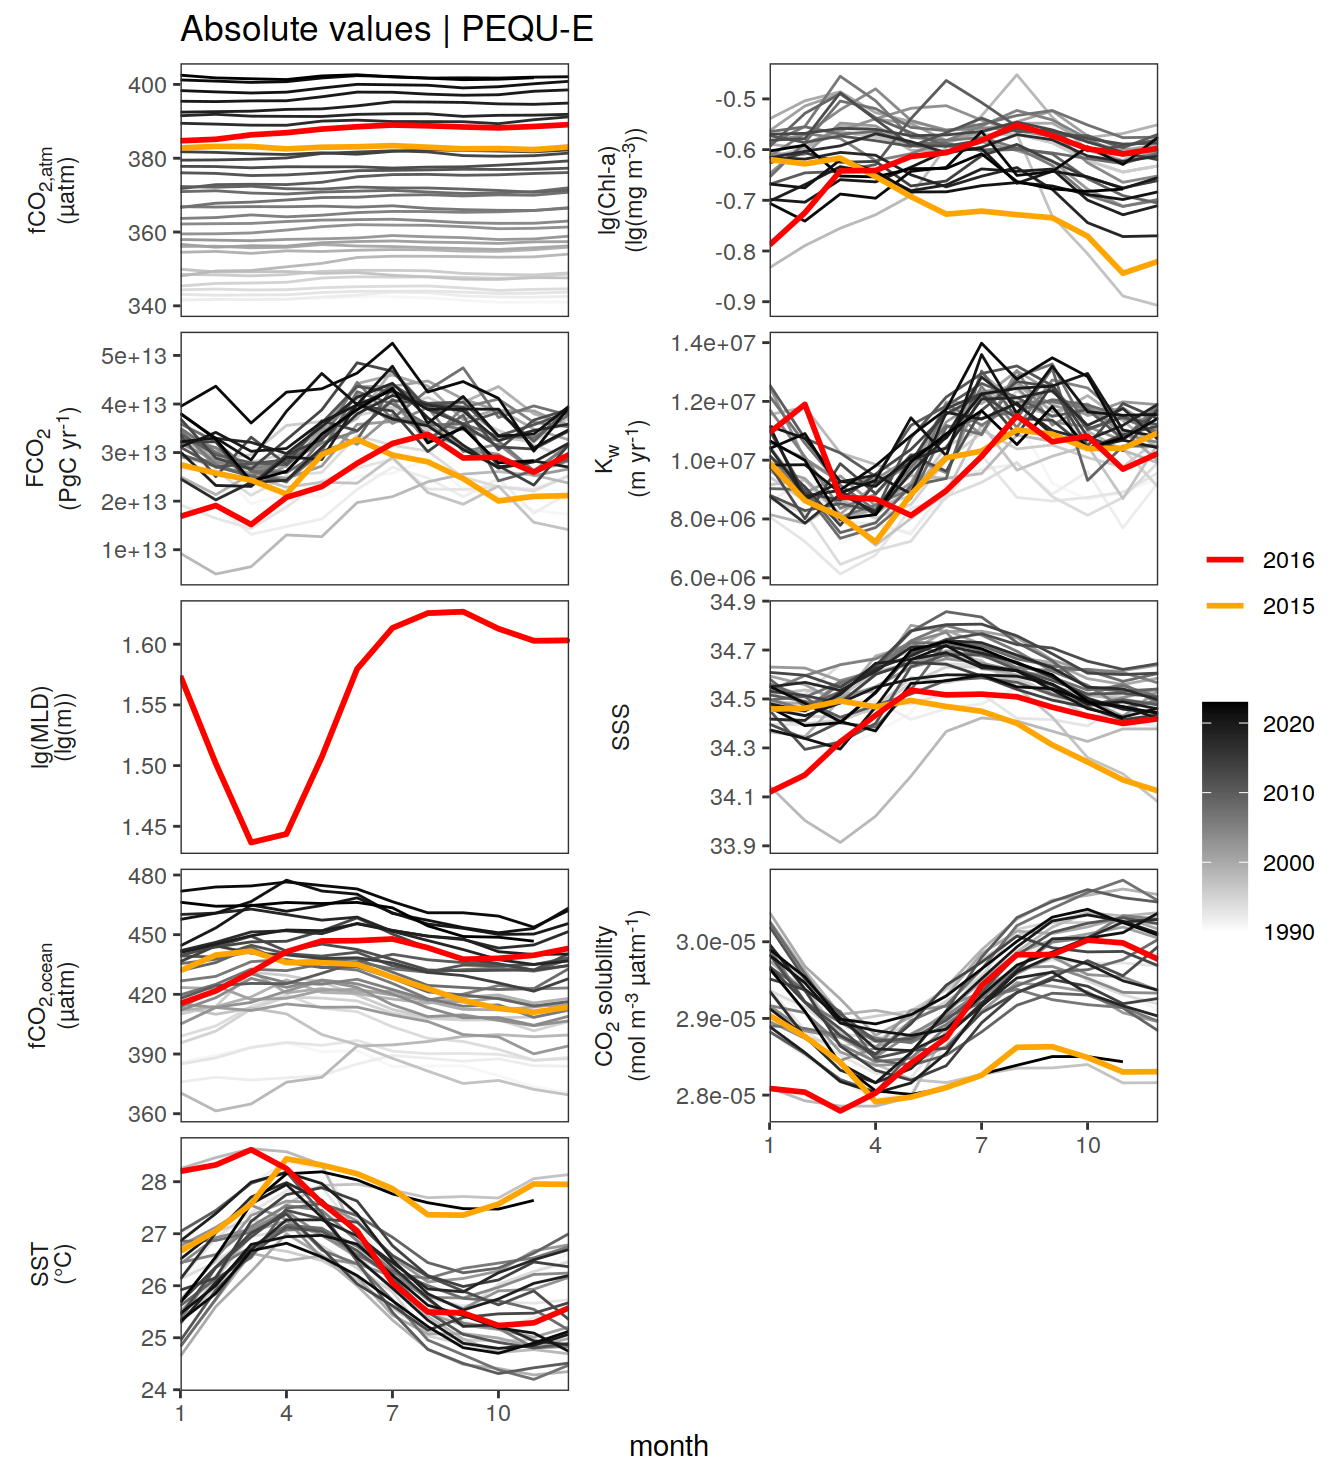 Absolute values | PEQU-E
fCO2,atm
(µatm)
400
380
360
340
lg(Chl-a)
(lg(mg m-3))
-0.5
-0.6
-0.7
-0.8
-0.9
FCO2
(PgC yr-1)
5e+13
4e+13
3e+13
2e+13
1e+13
Kw
(m yr-1)
1.4e+07
1.2e+07
1.0e+07
8.0e+06
6.0e+06
lg(MLD)
(lg(m))
1.60
1.55
1.50
1.45
SSS
34.9
34.7
34.5
34.3
34.1
33.9
fCO2,ocean
(µatm)
480
450
420
390
360
CO2 solubility
(mol m-3 µatm-1)
3.0e-05
2.9e-05
2.8e-05
1
4
7
10
SST
(°C)
28
27
26
25
24
1
4
7
10
month
2016
2015
2020
2010
2000
1990